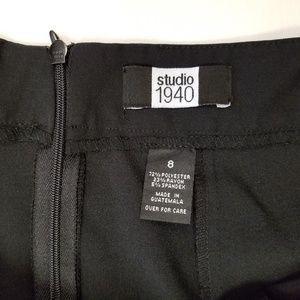 studio
1940
8
72% POLYESTER
23% RAYON
5% SPANDEX
MADE IN
GUATEMALA
OVER FOR CARE